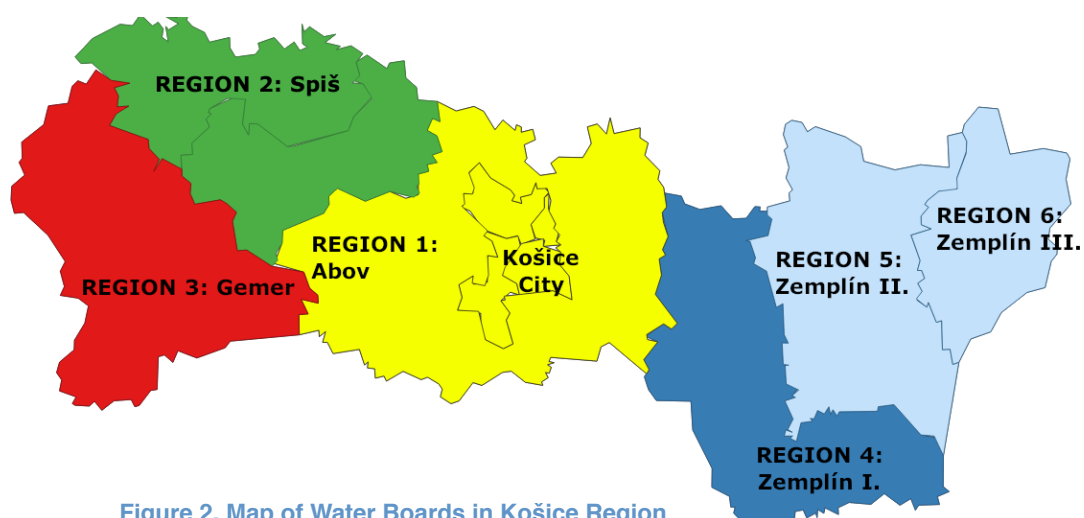 REGION 2: Spiš
REGION 1:
Abov
Košice
City
REGION 3: Gemer
REGION 6:
Zemplín III.
REGION 5:
Zemplín II.
REGION 4:
Zemplín I.
Figure 2. Map of Water Boards in Košice Region